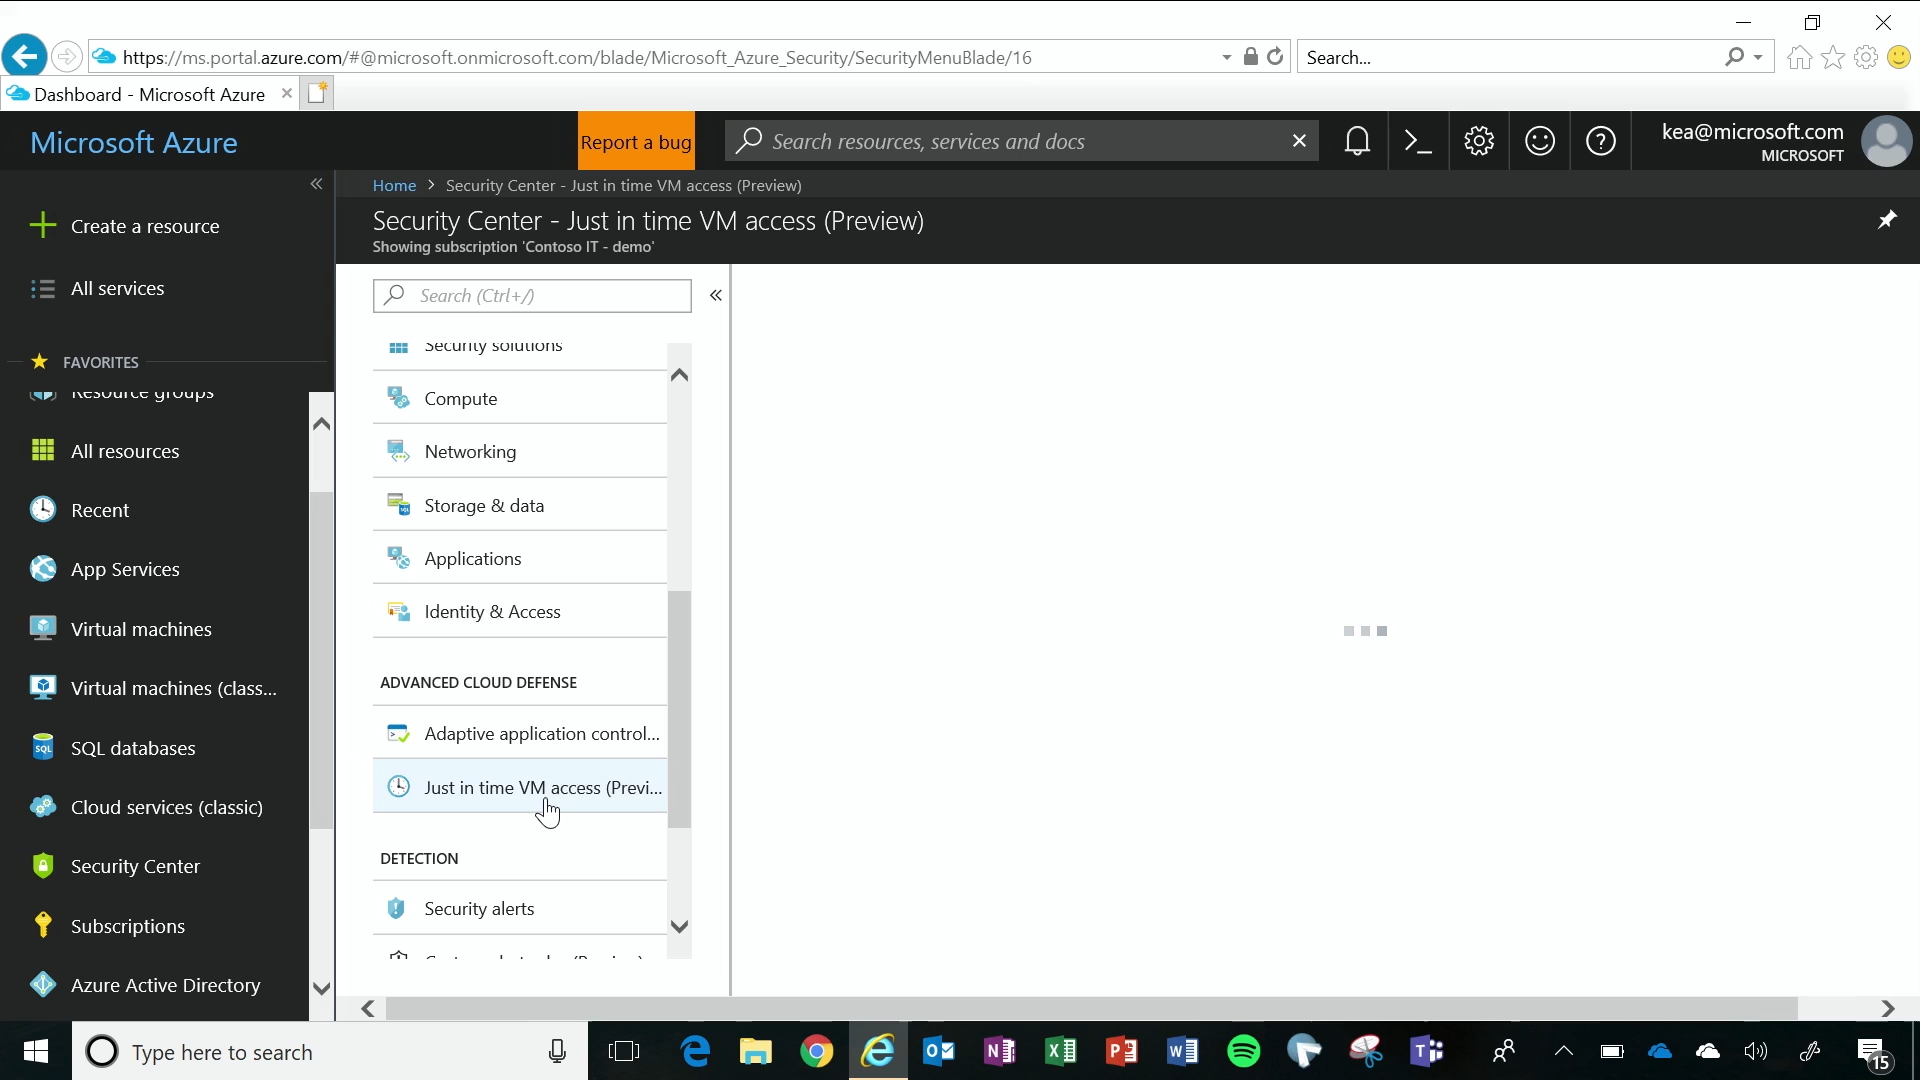 https://ms.portal.azure.com/#@microsoft.onmicrosoft.com/blade/Microsoft_Azure_Security/SecurityMenuBlade/16
Search...
Dashboard - Microsoft Azure
Microsoft Azure
Report a bug
Search resources, services and docs
kea@microsoft.com
MICROSOFT
Home > Security Center - Just in time VM access (Preview)
Security Center - Just in time VM access (Preview)
Showing subscription 'Contoso IT - demo'
Create a resource
All services
FAVORITES
Resource groups
All resources
Recent
App Services
Virtual machines
Virtual machines (class...
SQL databases
Cloud services (classic)
Security Center
Subscriptions
Azure Active Directory
Search (Ctrl+/)
Security solutions
Compute
Networking
Storage & data
Applications
Identity & Access
ADVANCED CLOUD DEFENSE
Adaptive application control...
Just in time VM access (Previ...
DETECTION
Security alerts
Type here to search
15